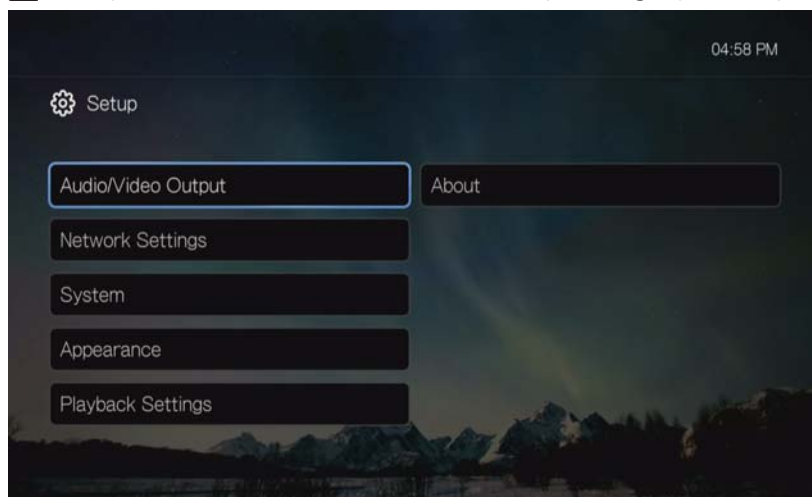 04:58 PM
Setup
Audio/Video Output
About
Network Settings
System
Appearance
Playback Settings